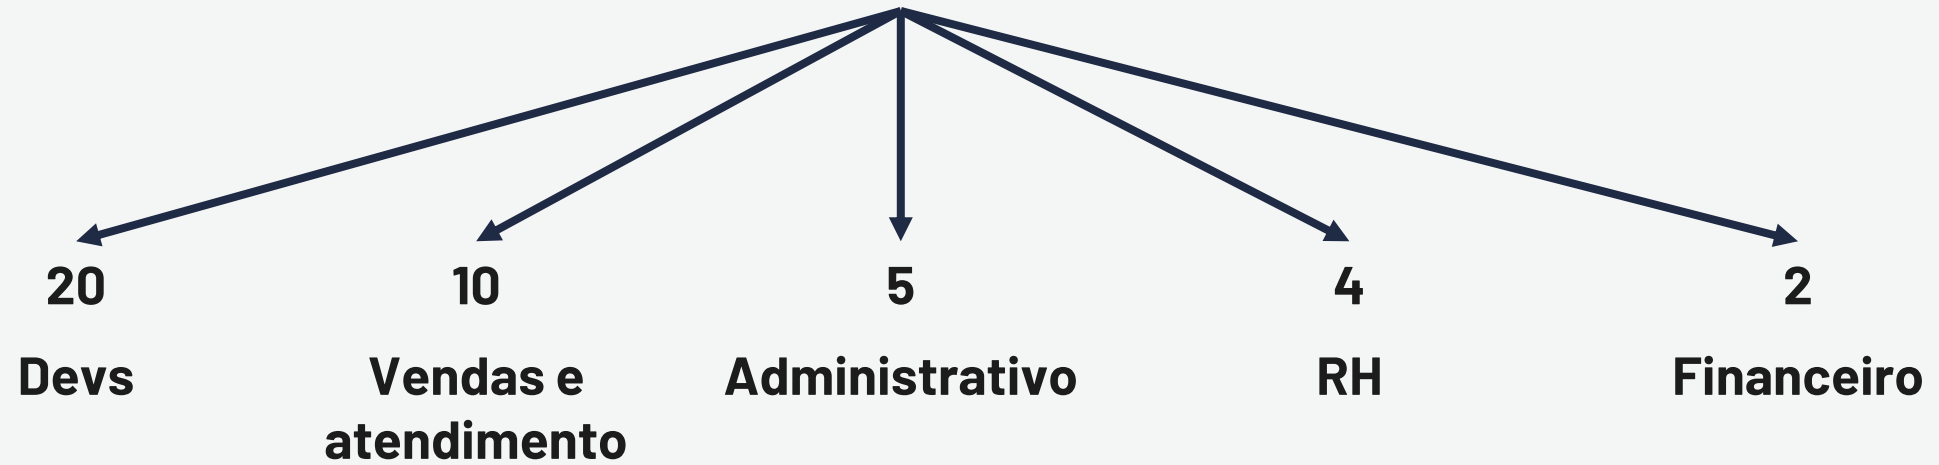 20
10
5
4
2
Devs
Vendas e
atendimento
Administrativo
RH
Financeiro